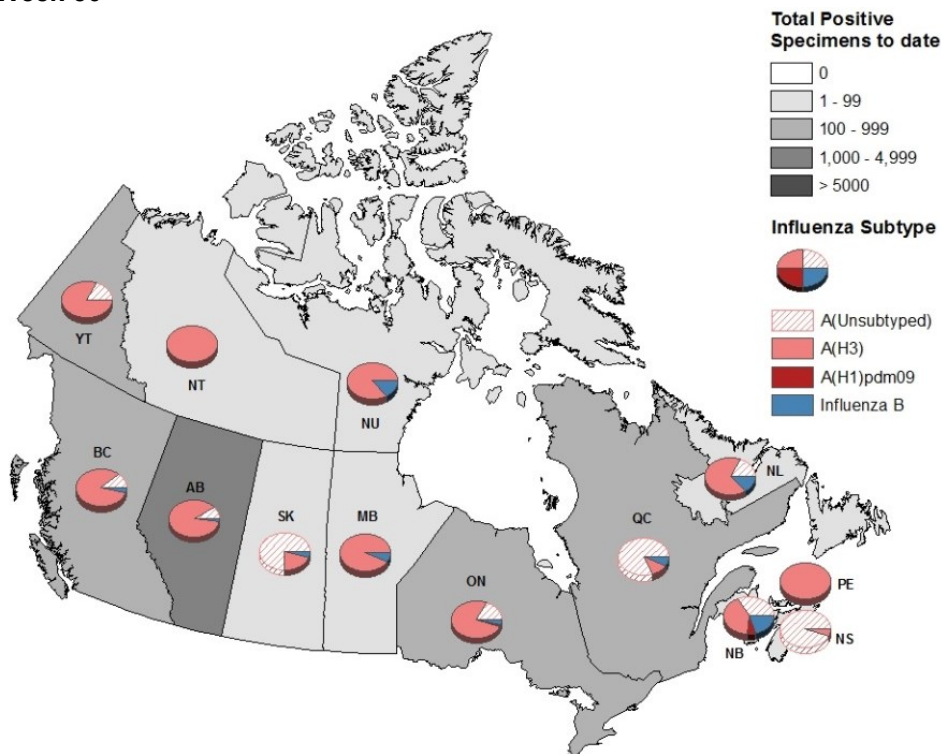 Total Positive
Specimens to date
0
1 - 99
100 - 999
1,000 - 4,999
> 5000
Influenza Subtype
A(Unsubtyped)
A(H3)
A(H1)pdm09
Influenza B
YT
NT
NU
BC
AB
SK
MB
ON
QC
NL
PE
NB
NS